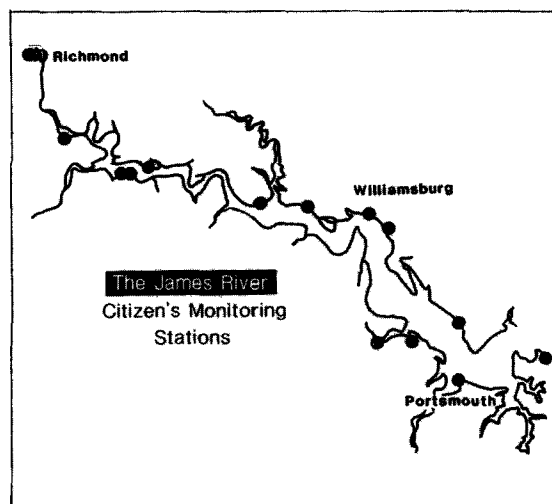 Richmond
Williamsburg
The James River
Citizen's Monitoring
Stations
Portsmouth